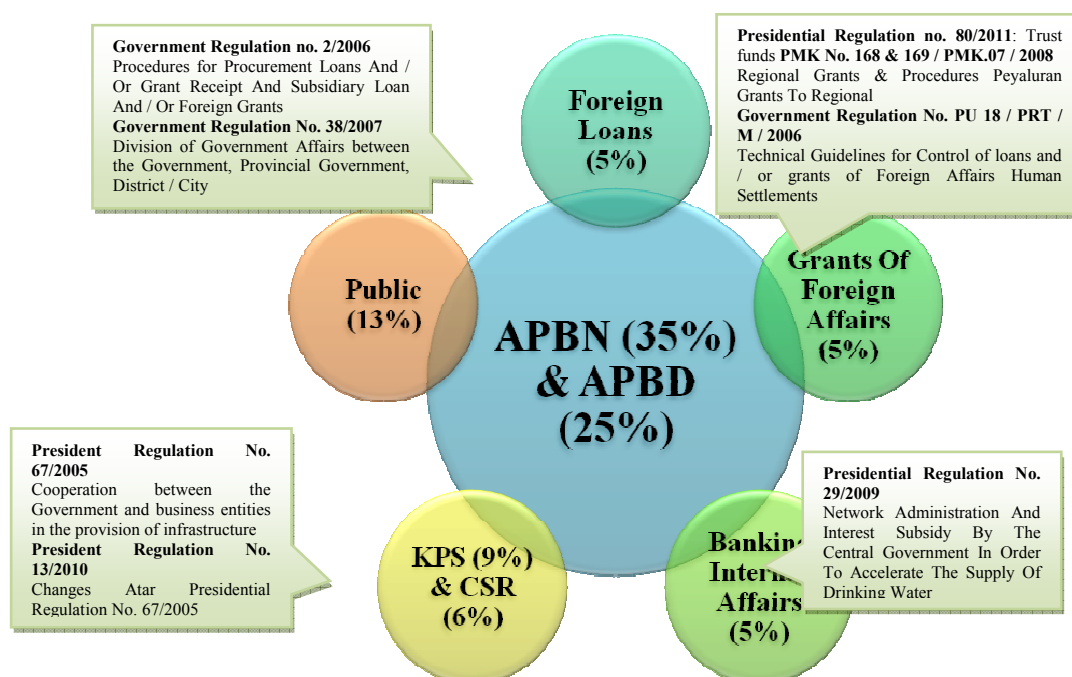 Government Regulation no. 2/2006
Procedures for Procurement Loans And /
Or Grant Receipt And Subsidiary Loan
And / Or Foreign Grants
Government Regulation No. 38/2007
Division of Government Affairs between
the Government, Provincial Government,
District / City
Foreign
Loans
(5%)
Presidential Regulation no. 80/2011: Trust
funds PMK No. 168 & 169 / PMK.07 / 2008
Regional Grants & Procedures Peyaluran
Grants To Regional
Government Regulation No. PU 18 / PRT /
M / 2006
Technical Guidelines for Control of loans and
/ or grants of Foreign Affairs Human
Settlements
Public
(13%)
Grants Of
Foreign
Affairs
(5%)
APBN (35%)
& APBD
(25%)
President Regulation No.
67/2005
Cooperation between the
Government and business entities
in the provision of infrastructure
President Regulation No.
13/2010
Changes Atar Presidential
Regulation No. 67/2005
KPS (9%)
& CSR
(6%)
Banking
Affairs
(5%)
Presidential Regulation No.
29/2009
Network Administration And
Interest Subsidy By The
Central Government In Order
To Accelerate The Supply Of
Drinking Water